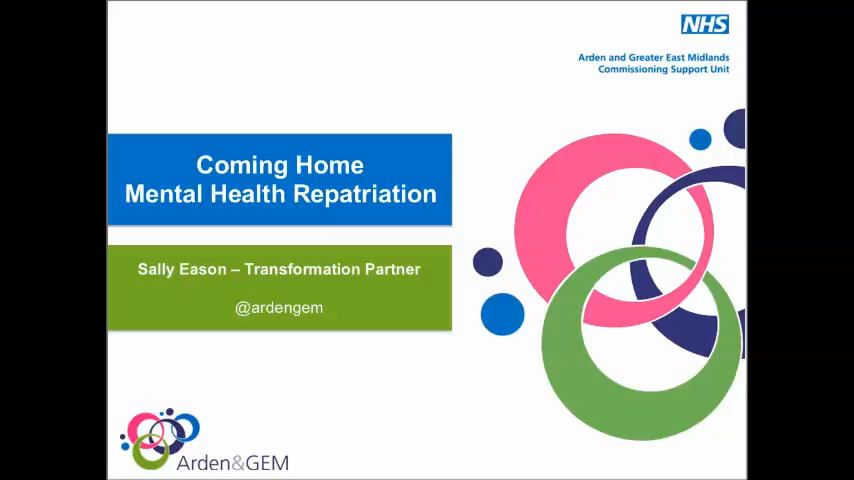 NHS
Arden and Greater East Midlands
Commissioning Support Unit
Coming Home
Mental Health Repatriation
Sally Eason – Transformation Partner
@ardengem
Arden&GEM